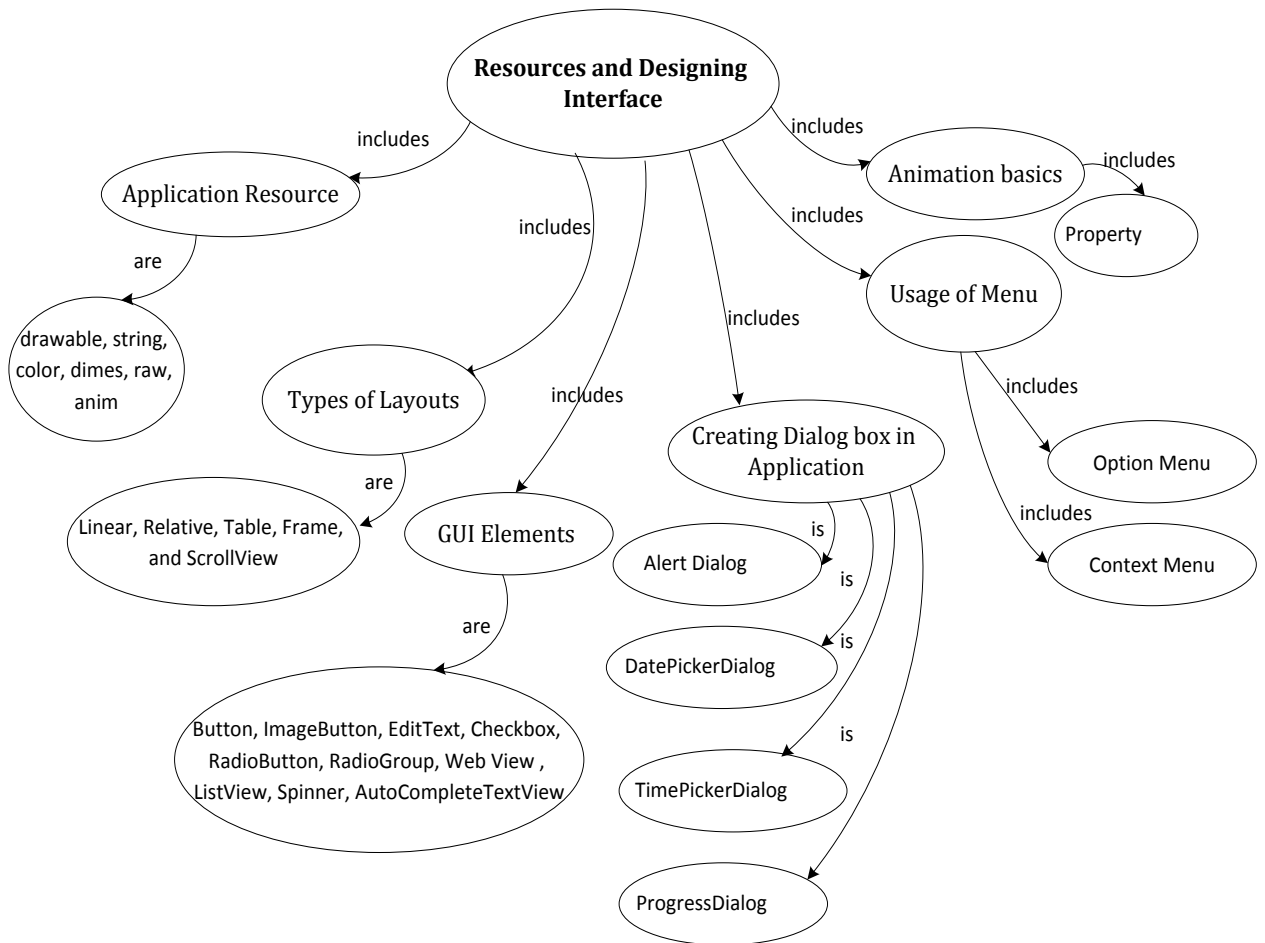 Resources and Designing
Interface
includes
Application Resource
are
drawable, string,
color, dimes, raw,
anim
includes
Types of Layouts
are
Linear, Relative, Table, Frame,
and ScrollView
includes
GUI Elements
are
Button, ImageButton, EditText, Checkbox,
RadioButton, RadioGroup, Web View ,
ListView, Spinner, AutoCompleteTextView
includes
Creating Dialog box in
Application
is
Alert Dialog
is
DatePickerDialog
is
TimePickerDialog
is
ProgressDialog
includes
Usage of Menu
includes
Option Menu
includes
Context Menu
includes
Animation basics
includes
Property